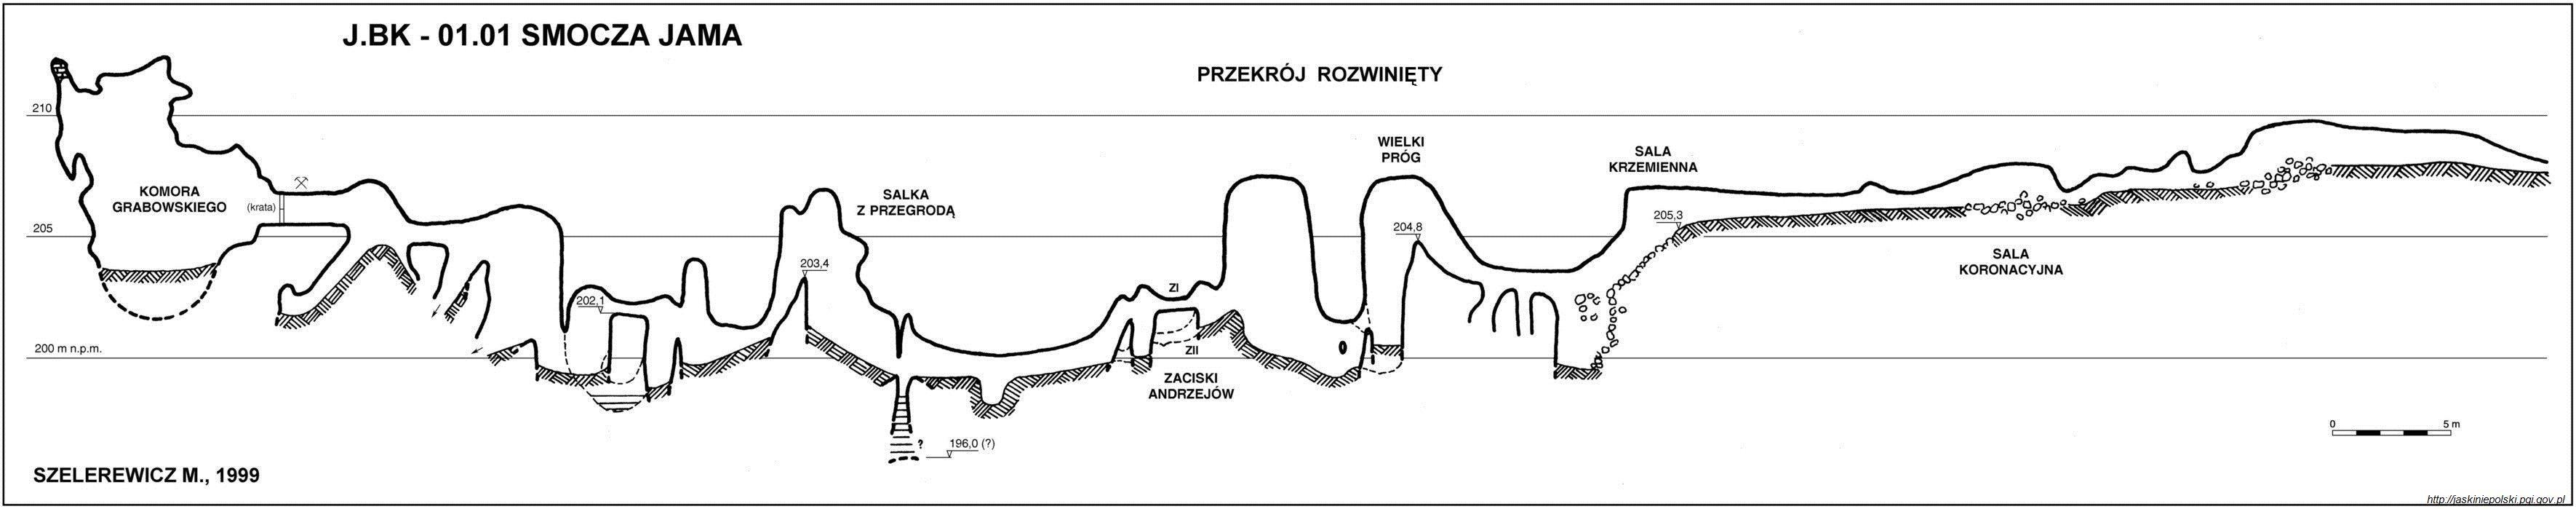 J.BK - 01.01 SMOCZA JAMA
PRZEKRÓJ ROZWINIĘTY
210
WIELKI
PRÓG
SALA
KRZEMIENNA
KOMORA
GRABOWSKIEGO
(krata)
SALKA
Z PRZEGRODĄ
205
204,8
205,3
SALA
KORONACYJNA
203,4
202,1
ZI
200 m n.p.m.
ZII
ZACISKI
ANDRZEJÓW
? 196,0 (?)
0 5 m
SZELEREWICZ M., 1999
http://jaskiniepolski.pgi.gov.pl